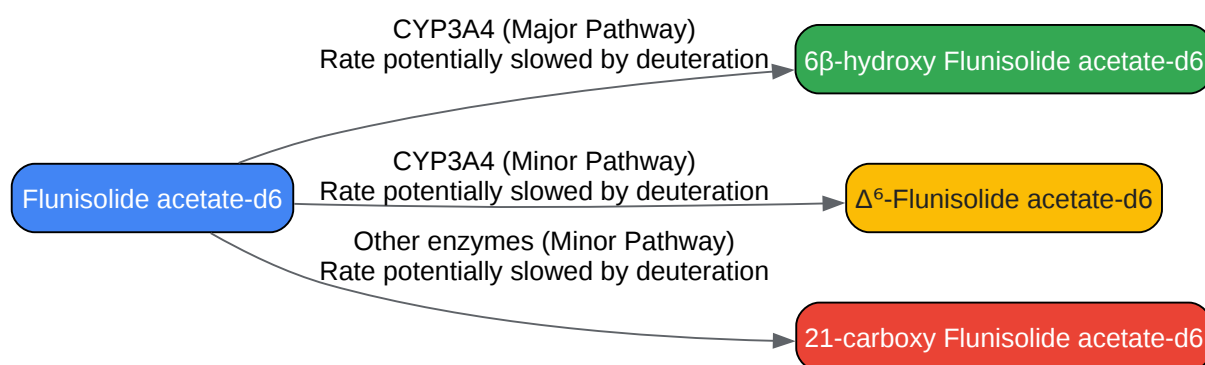 CYP3A4 (Major Pathway)
Rate potentially slowed by deuteration
6β-hydroxy Flunisolide acetate-d6
Flunisolide acetate-d6
CYP3A4 (Minor Pathway)
Rate potentially slowed by deuteration
Δ⁶-Flunisolide acetate-d6
Other enzymes (Minor Pathway)
Rate potentially slowed by deuteration
21-carboxy Flunisolide acetate-d6